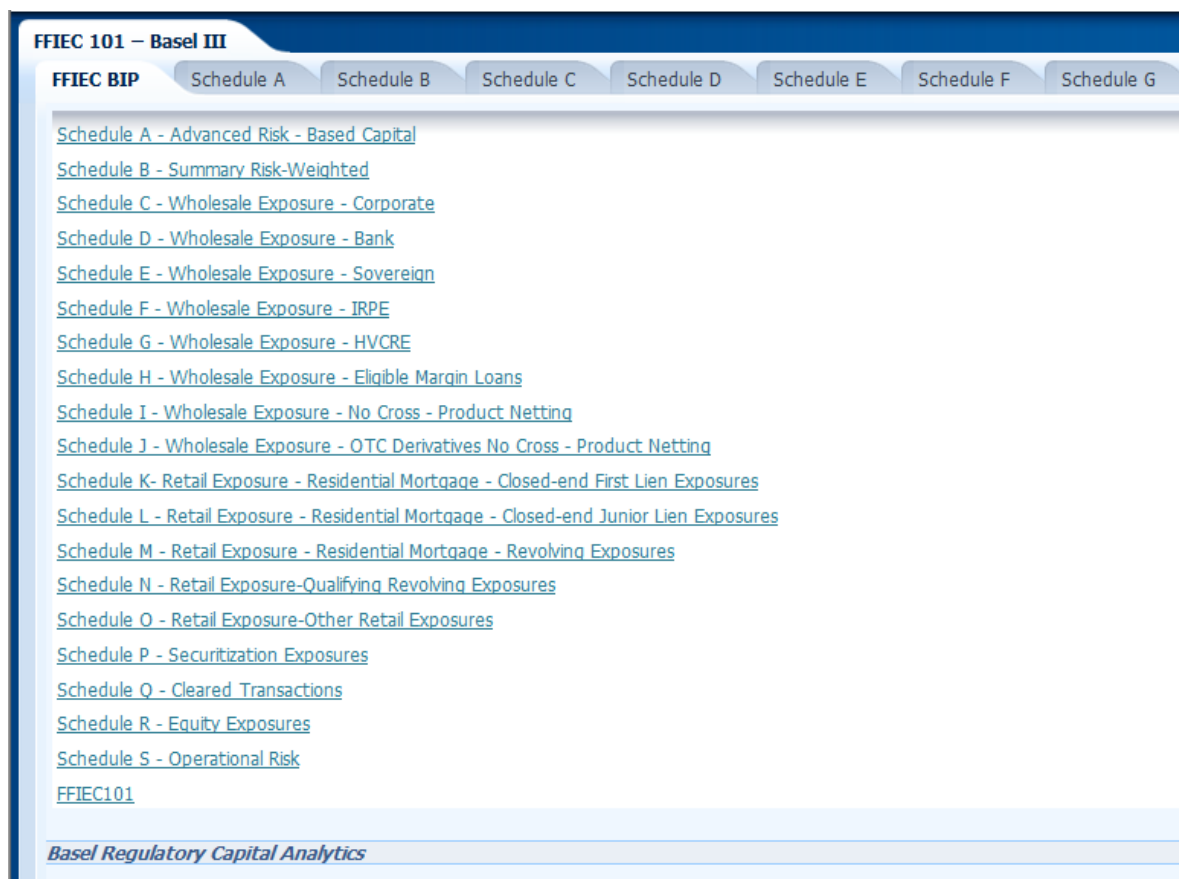 FFIEC 101 – Basel III
FFIEC BIP Schedule A Schedule B Schedule C Schedule D Schedule E Schedule F Schedule G
Schedule A - Advanced Risk - Based Capital
Schedule B - Summary Risk-Weighted
Schedule C - Wholesale Exposure - Corporate
Schedule D - Wholesale Exposure - Bank
Schedule E - Wholesale Exposure - Sovereign
Schedule F - Wholesale Exposure - IRPE
Schedule G - Wholesale Exposure - HVCRE
Schedule H - Wholesale Exposure - Eligible Margin Loans
Schedule I - Wholesale Exposure - No Cross - Product Netting
Schedule J - Wholesale Exposure - OTC Derivatives No Cross - Product Netting
Schedule K- Retail Exposure - Residential Mortgage - Closed-end First Lien Exposures
Schedule L - Retail Exposure - Residential Mortgage - Closed-end Junior Lien Exposures
Schedule M - Retail Exposure - Residential Mortgage - Revolving Exposures
Schedule N - Retail Exposure-Qualifying Revolving Exposures
Schedule O - Retail Exposure-Other Retail Exposures
Schedule P - Securitization Exposures
Schedule Q - Cleared Transactions
Schedule R - Equity Exposures
Schedule S - Operational Risk
FFIEC101
Basel Regulatory Capital Analytics